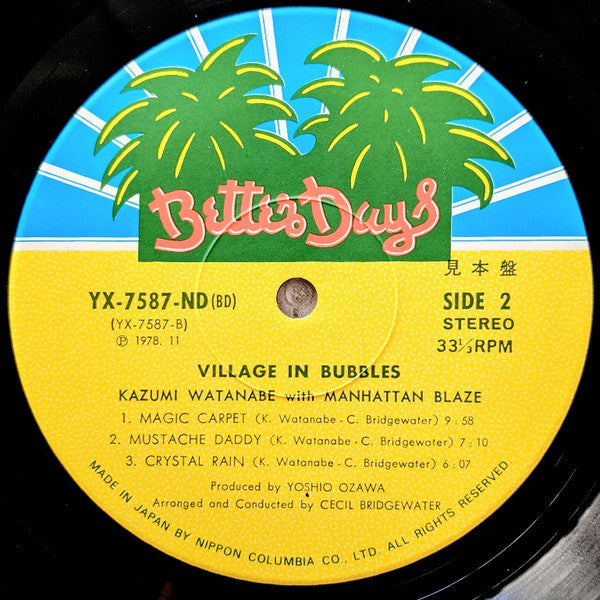 Better Days
見本盤
YX-7587-ND(BD)
SIDE 2
(YX-7587-B)
STEREO
Ⓟ 1978. 11
33⅓RPM
VILLAGE IN BUBBLES
KAZUMI WATANABE with MANHATTAN BLAZE
1. MAGIC CARPET (K. Watanabe - C. Bridgewater) 9:58
2. MUSTACHE DADDY (K. Watanabe - C. Bridgewater) 7:10
3. CRYSTAL RAIN (K. Watanabe - C. Bridgewater) 6:07
Produced by YOSHIO OZAWA
Arranged and Conducted by CECIL BRIDGEWATER
MADE IN JAPAN BY NIPPON COLUMBIA CO., LTD. ALL RIGHTS RESERVED